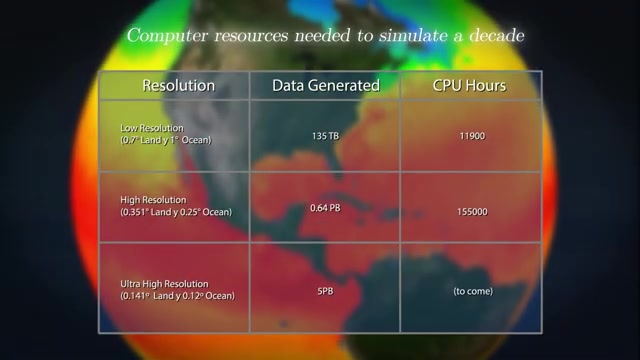 Computer resources needed to simulate a decade
Resolution Data Generated CPU Hours
Low Resolution
(0.7° Land y 1° Ocean)
135 TB
11900
High Resolution
(0.351° Land y 0.25° Ocean)
0.64 PB
155000
Ultra High Resolution
(0.141º Land y 0.12º Ocean)
5PB
(to come)